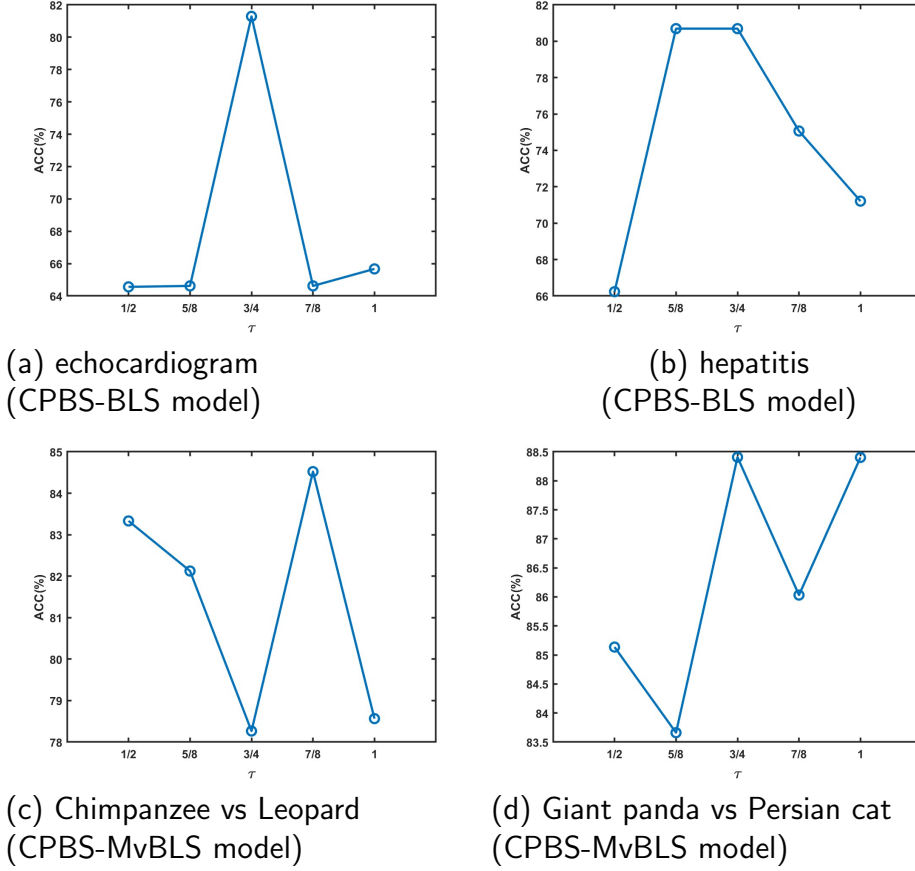 82
80
78
76
74
72
70
68
66
64
ACC(%)
1/2 5/8 3/4 7/8 1
τ
(a) echocardiogram
(CPBS-BLS model)
82
80
78
76
74
72
70
68
66
ACC(%)
1/2 5/8 3/4 7/8 1
τ
(b) hepatitis
(CPBS-BLS model)
85
84
83
82
81
80
79
78
ACC(%)
1/2 5/8 3/4 7/8 1
τ
(c) Chimpanzee vs Leopard
(CPBS-MvBLS model)
88.5
88
87.5
87
86.5
86
85.5
85
84.5
84
83.5
ACC(%)
1/2 5/8 3/4 7/8 1
τ
(d) Giant panda vs Persian cat
(CPBS-MvBLS model)